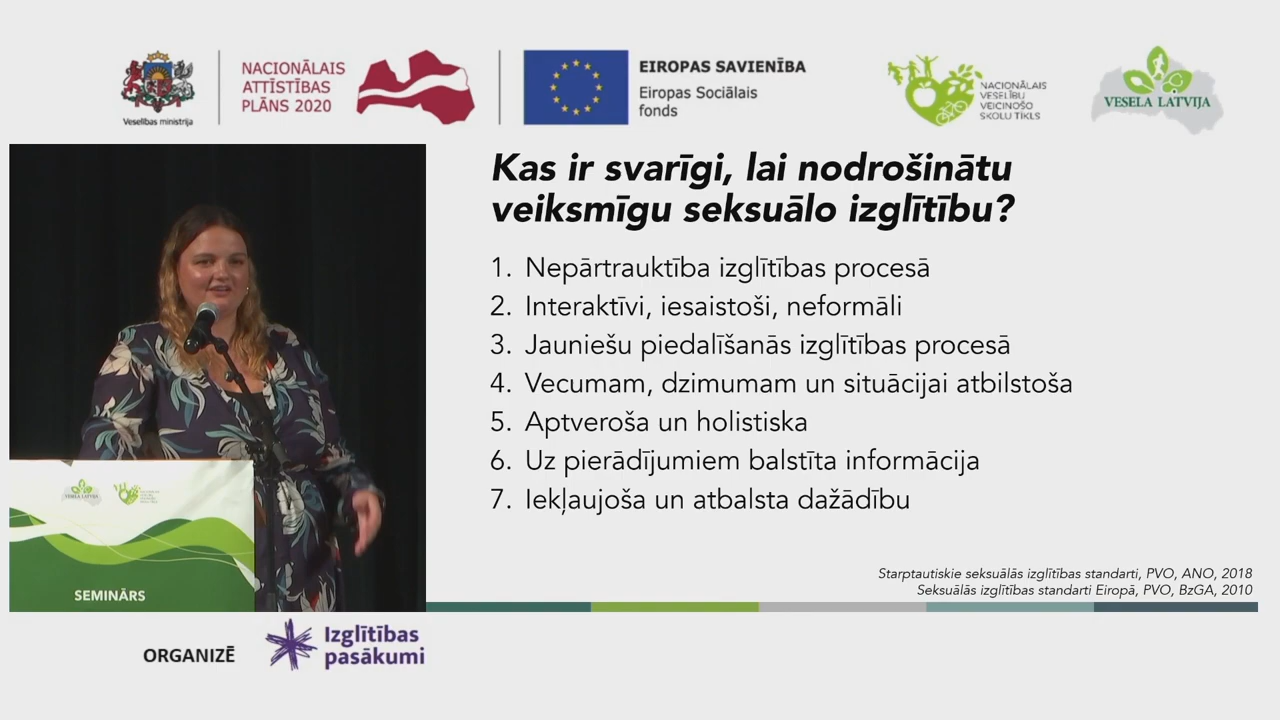 Veselības ministrija
NACIONĀLAIS
ATTĪSTĪBAS
PLĀNS 2020
EIROPAS SAVIENĪBA
Eiropas Sociālais
fonds
NACIONĀLAIS
VESELĪBU
VEICINOŠO
SKOLU TĪKLS
VESELA LATVIJA
Kas ir svarīgi, lai nodrošinātu
veiksmīgu seksuālo izglītību?
1. Nepārtrauktība izglītības procesā
2. Interaktīvi, iesaistoši, neformāli
3. Jauniešu piedalīšanās izglītības procesā
4. Vecumam, dzimumam un situācijai atbilstoša
5. Aptveroša un holistiska
6. Uz pierādījumiem balstīta informācija
7. Iekļaujoša un atbalsta dažādību
Starptautiskie seksuālās izglītības standarti, PVO, ANO, 2018
Seksuālās izglītības standarti Eiropā, PVO, BzGA, 2010
VESELA LATVIJA
SEMINĀRS
ORGANIZĒ
Izglītības
pasākumi